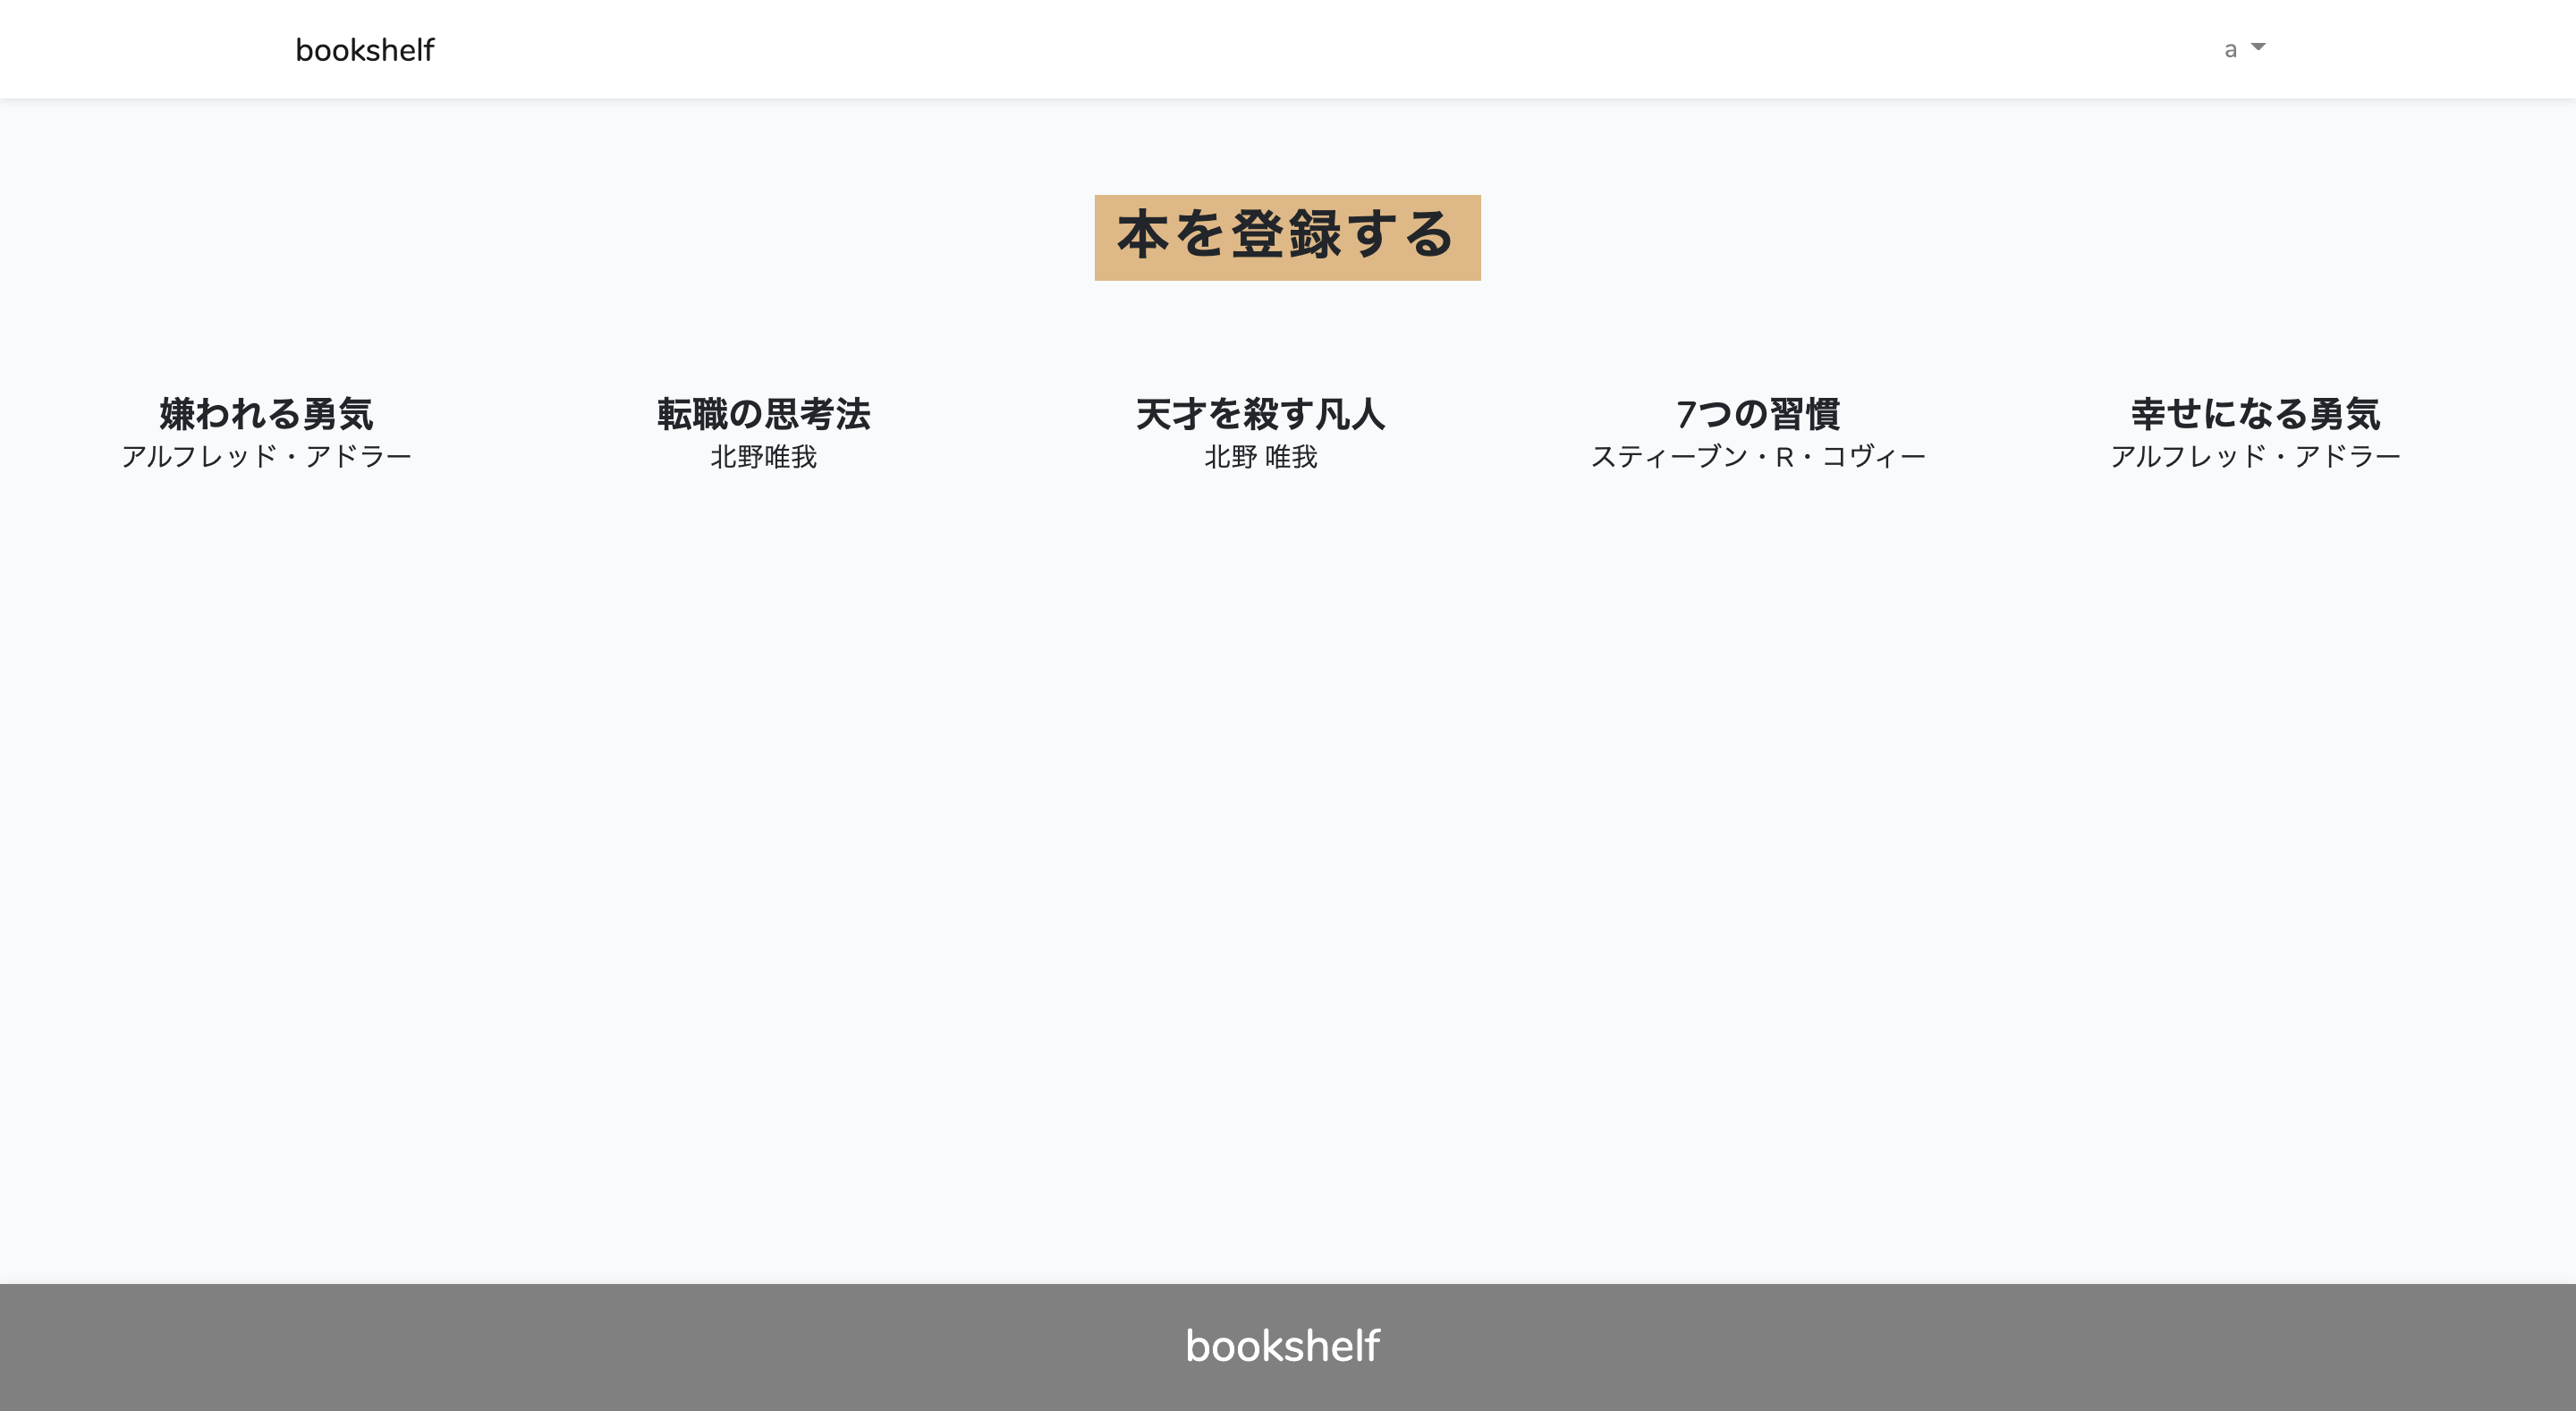 bookshelf
a
本を登録する
嫌われる勇気
アルフレッド・アドラー
転職の思考法
北野唯我
天才を殺す凡人
北野 唯我
7つの習慣
スティーブン・R・コヴィー
幸せになる勇気
アルフレッド・アドラー
bookshelf